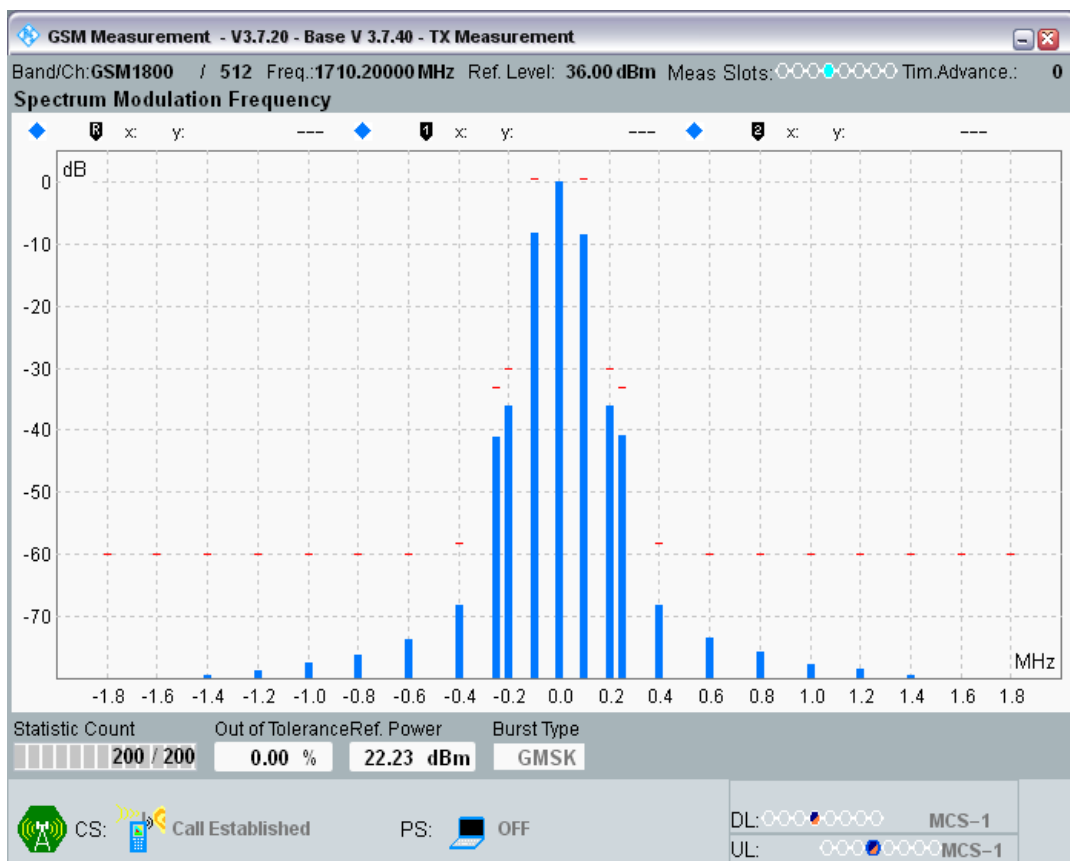 GSM Measurement - V3.7.20 - Base V 3.7.40 - TX Measurement
Band/Ch:GSM1800 / 512 Freq.:1710.20000 MHz Ref. Level: 36.00 dBm Meas Slots: Tim.Advance.: 0
Spectrum Modulation Frequency
R x: y: --- 1 x: y: --- 2 x: y: ---
dB
0
-10
-20
-30
-40
-50
-60
-70
MHz
-1.8 -1.6 -1.4 -1.2 -1.0 -0.8 -0.6 -0.4 -0.2 0.0 0.2 0.4 0.6 0.8 1.0 1.2 1.4 1.6 1.8
Statistic Count Out of Tolerance Ref. Power Burst Type
200 / 200 0.00 % 22.23 dBm GMSK
CS: Call Established PS: OFF
DL: MCS-1
UL: MCS-1